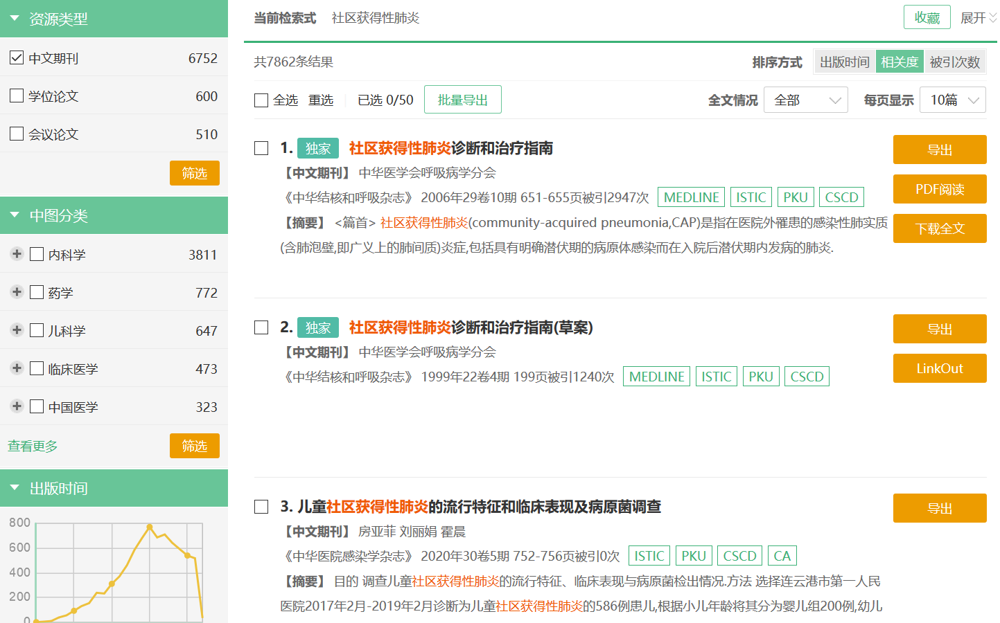 资源类型
中文期刊 6752
学位论文 600
会议论文 510
筛选
中图分类
内科学 3811
药学 772
儿科学 647
临床医学 473
中国医学 323
查看更多 筛选
出版时间
800
600
400
200
0
当前检索式 社区获得性肺炎 收藏 展开
共7862条结果 排序方式 出版时间 相关度 被引次数
全选 重选 已选 0/50 批量导出 全文情况 全部 每页显示 10篇
1. 独家 社区获得性肺炎诊断和治疗指南 导出
【中文期刊】 中华医学会呼吸病学分会
《中华结核和呼吸杂志》 2006年29卷10期 651-655页被引2947次 MEDLINE ISTIC PKU CSCD PDF阅读
【摘要】 <篇首> 社区获得性肺炎(community-acquired pneumonia,CAP)是指在医院外罹患的感染性肺实质 下载全文
(含肺泡壁,即广义上的肺间质)炎症,包括具有明确潜伏期的病原体感染而在入院后潜伏期内发病的肺炎.
2. 独家 社区获得性肺炎诊断和治疗指南(草案) 导出
【中文期刊】 中华医学会呼吸病学分会
《中华结核和呼吸杂志》 1999年22卷4期 199页被引1240次 MEDLINE ISTIC PKU CSCD LinkOut
3. 儿童社区获得性肺炎的流行特征和临床表现及病原菌调查 导出
【中文期刊】 房亚菲 刘丽娟 霍晨
《中华医院感染学杂志》 2020年30卷5期 752-756页被引0次 ISTIC PKU CSCD CA
【摘要】 目的 调查儿童社区获得性肺炎的流行特征、临床表现与病原菌检出情况.方法 选择连云港市第一人民
医院2017年2月-2019年2月诊断为儿童社区获得性肺炎的586例患儿,根据小儿年龄将其分为婴儿组200例,幼儿